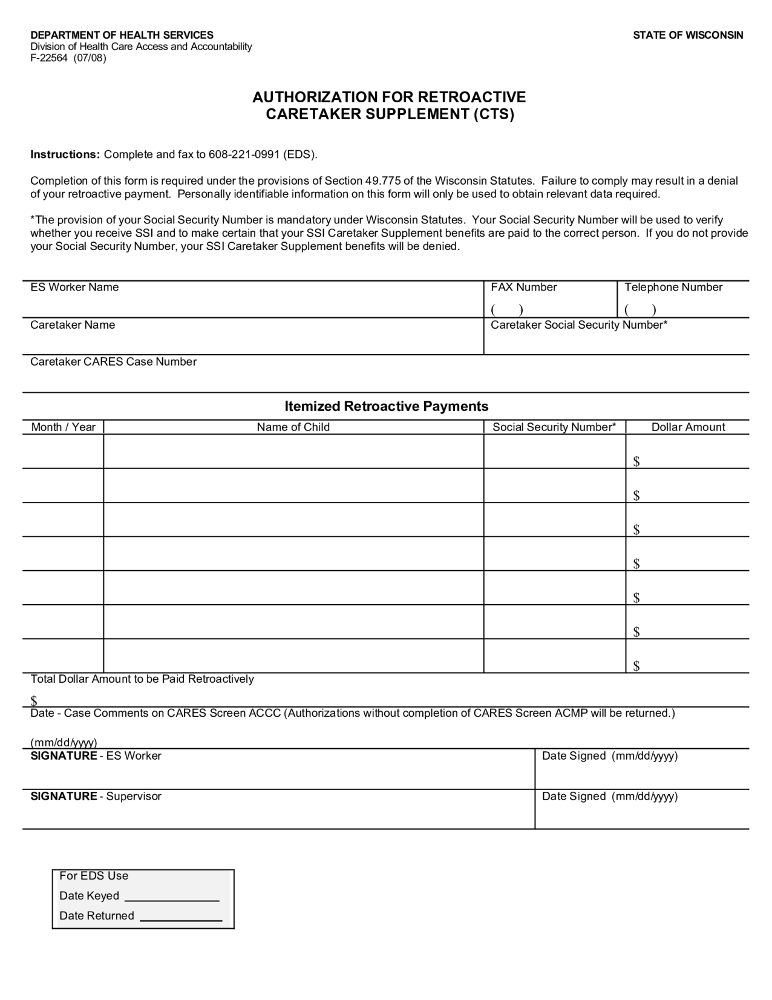 DEPARTMENT OF HEALTH SERVICES STATE OF WISCONSIN
Division of Health Care Access and Accountability
F-22564 (07/08)
AUTHORIZATION FOR RETROACTIVE
CARETAKER SUPPLEMENT (CTS)
Instructions: Complete and fax to 608-221-0991 (EDS).
Completion of this form is required under the provisions of Section 49.775 of the Wisconsin Statutes. Failure to comply may result in a denial
of your retroactive payment. Personally identifiable information on this form will only be used to obtain relevant data required.
*The provision of your Social Security Number is mandatory under Wisconsin Statutes. Your Social Security Number will be used to verify
whether you receive SSI and to make certain that your SSI Caretaker Supplement benefits are paid to the correct person. If you do not provide
your Social Security Number, your SSI Caretaker Supplement benefits will be denied.
ES Worker Name FAX Number Telephone Number
( ) ( )
Caretaker Name Caretaker Social Security Number*
Caretaker CARES Case Number
Itemized Retroactive Payments
Month / Year Name of Child Social Security Number* Dollar Amount
$
$
$
$
$
$
$
Total Dollar Amount to be Paid Retroactively
$
Date - Case Comments on CARES Screen ACCC (Authorizations without completion of CARES Screen ACMP will be returned.)
(mm/dd/yyyy)
SIGNATURE - ES Worker Date Signed (mm/dd/yyyy)
SIGNATURE - Supervisor Date Signed (mm/dd/yyyy)
For EDS Use
Date Keyed
Date Returned